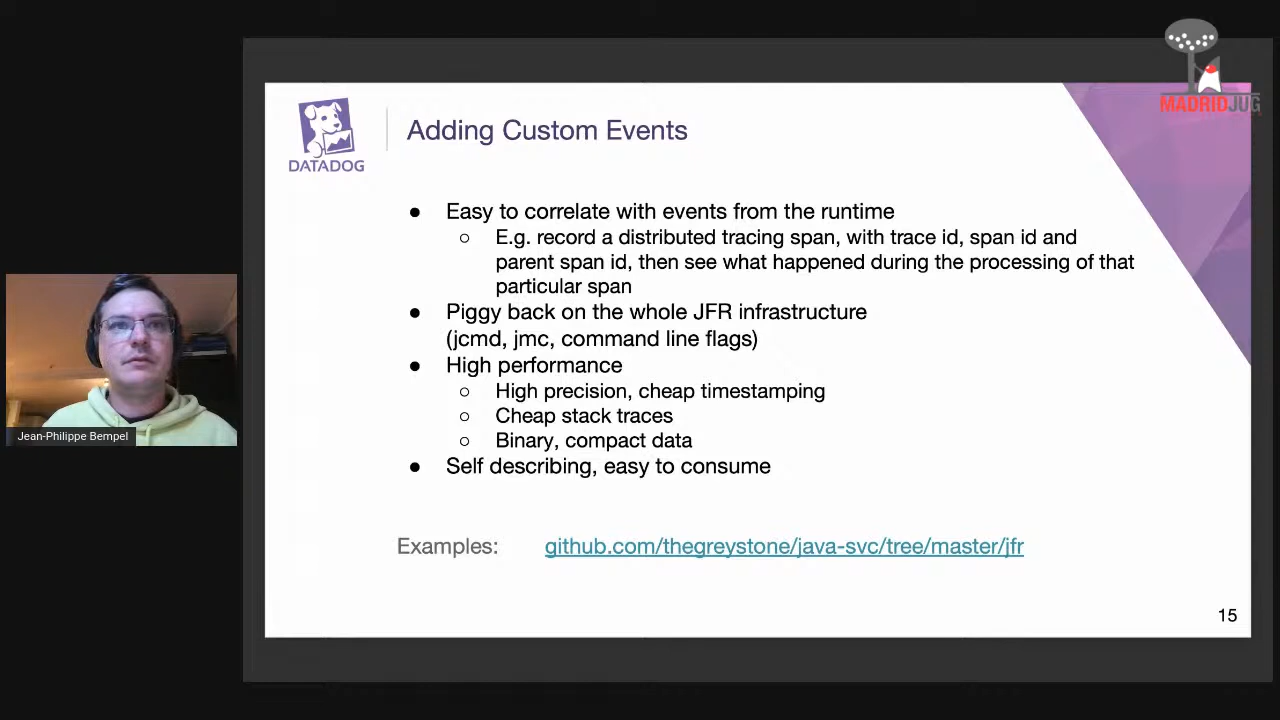 MADRIDJUG
DATADOG
Adding Custom Events
● Easy to correlate with events from the runtime
○ E.g. record a distributed tracing span, with trace id, span id and
parent span id, then see what happened during the processing of that
particular span
● Piggy back on the whole JFR infrastructure
(jcmd, jmc, command line flags)
● High performance
○ High precision, cheap timestamping
○ Cheap stack traces
○ Binary, compact data
● Self describing, easy to consume
Examples: github.com/thegreystone/java-svc/tree/master/jfr
15
Jean-Philippe Bempel